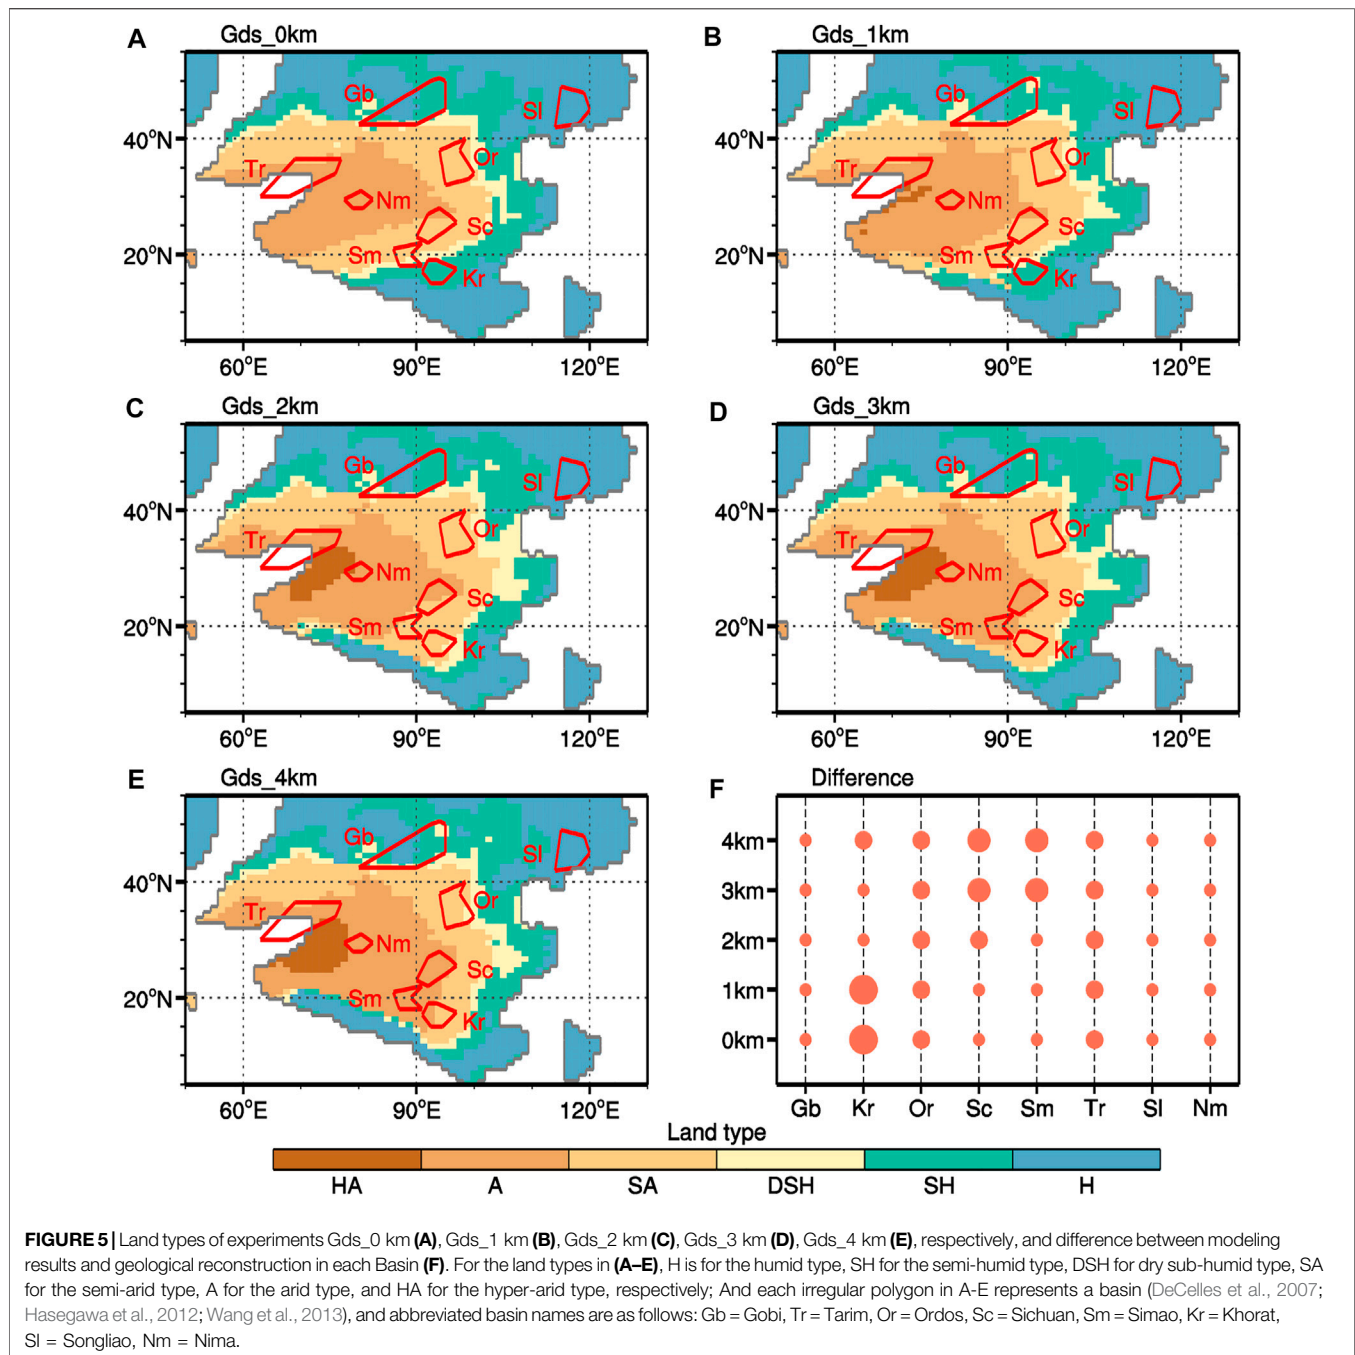 A Gds_0km
B Gds_1km
40°N
20°N
60°E 90°E 120°E
Gb
Sl
Tr
Or
Nm
Sc
Sm
Kr
40°N
20°N
60°E 90°E 120°E
Gb
Sl
Tr
Or
Nm
Sc
Sm
Kr
C Gds_2km
D Gds_3km
40°N
20°N
60°E 90°E 120°E
Gb
Sl
Tr
Or
Nm
Sc
Sm
Kr
40°N
20°N
60°E 90°E 120°E
Gb
Sl
Tr
Or
Nm
Sc
Sm
Kr
E Gds_4km
40°N
20°N
60°E 90°E 120°E
Gb
Sl
Tr
Or
Nm
Sc
Sm
Kr
F Difference
4km
3km
2km
1km
0km
Gb Kr Or Sc Sm Tr Sl Nm
Land type
HA A SA DSH SH H
FIGURE 5 | Land types of experiments Gds_0 km (A), Gds_1 km (B), Gds_2 km (C), Gds_3 km (D), Gds_4 km (E), respectively, and difference between modeling
results and geological reconstruction in each Basin (F). For the land types in (A–E), H is for the humid type, SH for the semi-humid type, DSH for dry sub-humid type, SA
for the semi-arid type, A for the arid type, and HA for the hyper-arid type, respectively; And each irregular polygon in A-E represents a basin (DeCelles et al., 2007;
Hasegawa et al., 2012; Wang et al., 2013), and abbreviated basin names are as follows: Gb = Gobi, Tr = Tarim, Or = Ordos, Sc = Sichuan, Sm = Simao, Kr = Khorat,
Sl = Songliao, Nm = Nima.